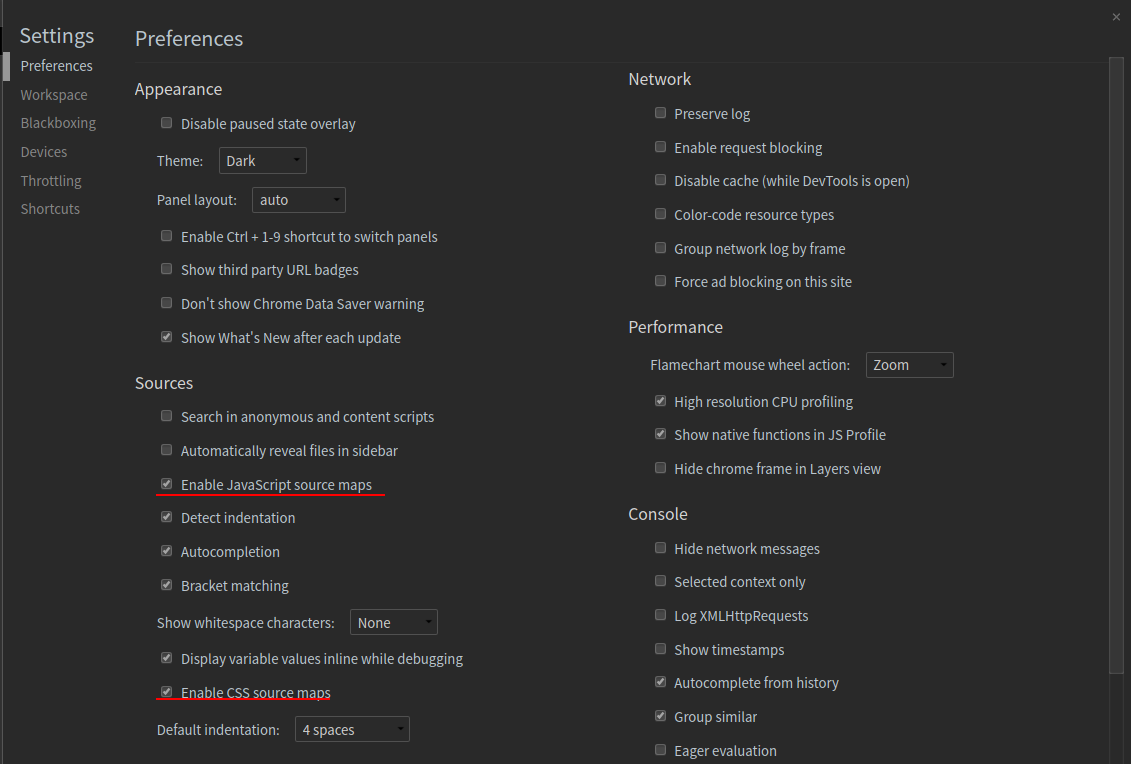 Settings
Preferences
Workspace
Blackboxing
Devices
Throttling
Shortcuts
Preferences
Appearance
Disable paused state overlay
Theme: Dark
Panel layout: auto
Enable Ctrl + 1-9 shortcut to switch panels
Show third party URL badges
Don't show Chrome Data Saver warning
Show What's New after each update
Sources
Search in anonymous and content scripts
Automatically reveal files in sidebar
Enable JavaScript source maps
Detect indentation
Autocompletion
Bracket matching
Show whitespace characters: None
Display variable values inline while debugging
Enable CSS source maps
Default indentation: 4 spaces
Network
Preserve log
Enable request blocking
Disable cache (while DevTools is open)
Color-code resource types
Group network log by frame
Force ad blocking on this site
Performance
Flamechart mouse wheel action: Zoom
High resolution CPU profiling
Show native functions in JS Profile
Hide chrome frame in Layers view
Console
Hide network messages
Selected context only
Log XMLHttpRequests
Show timestamps
Autocomplete from history
Group similar
Eager evaluation